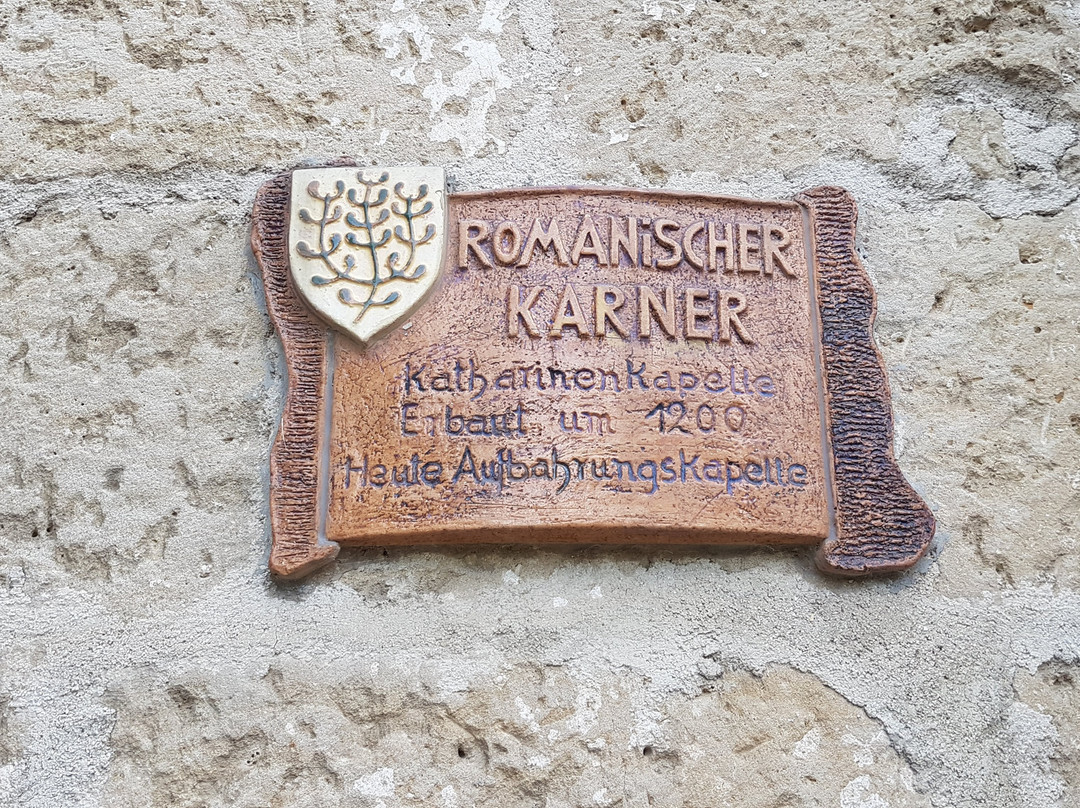 ROMANiSCHER
KARNER
Katharinenkapelle
Erbaut um 1200
Heute Aufbahrungskapelle